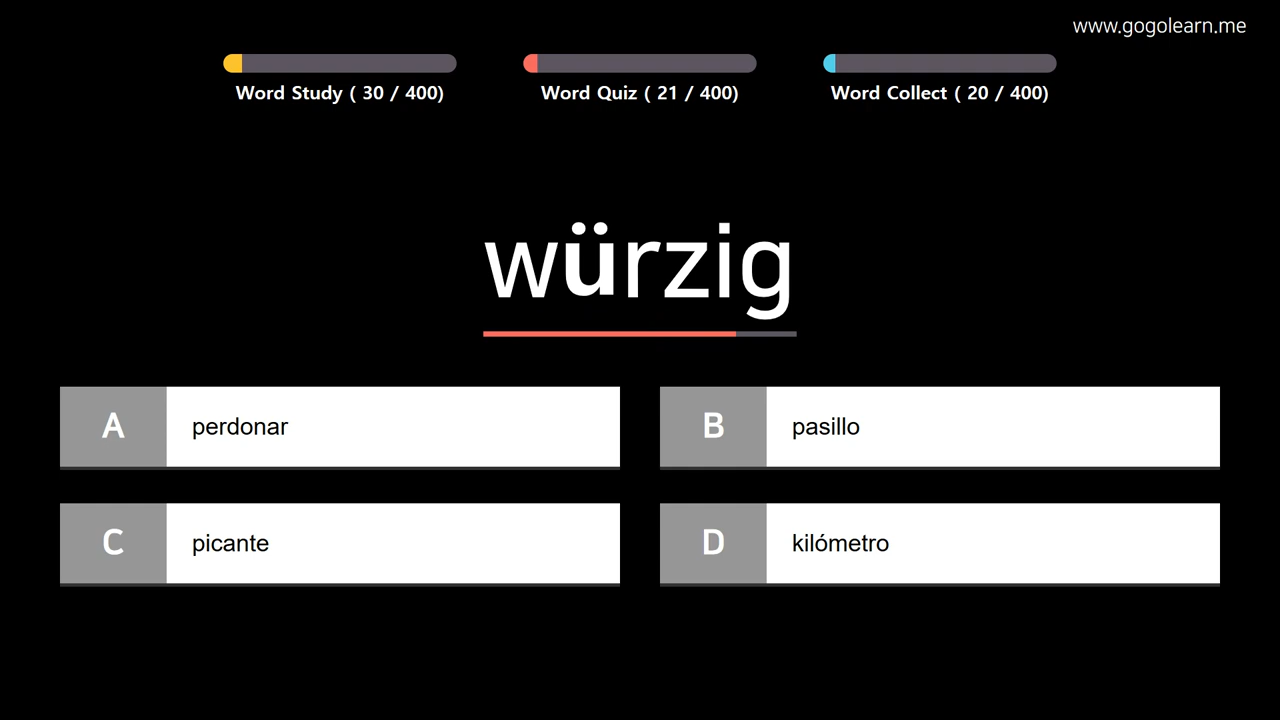 www.gogolearn.me
Word Study ( 30 / 400)
Word Quiz ( 21 / 400)
Word Collect ( 20 / 400)
würzig
A perdonar
B pasillo
C picante
D kilómetro